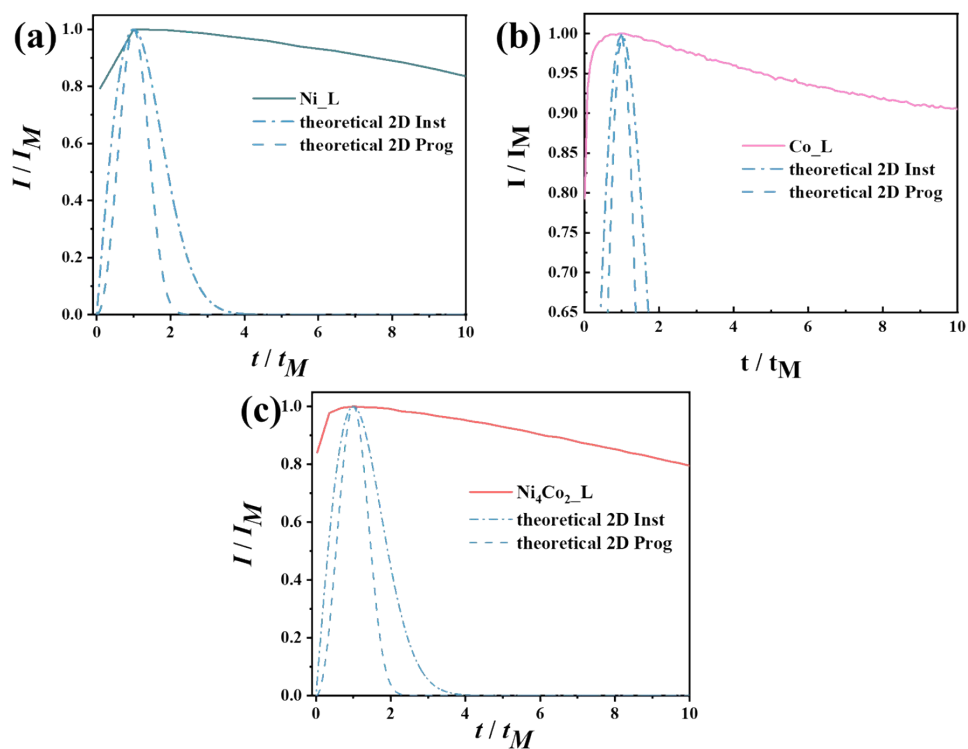 (a)
I / I_M
1.0
0.8
0.6
0.4
0.2
0.0
Ni_L
theoretical 2D Inst
theoretical 2D Prog
0 2 4 6 8 10
t / t_M
(b)
I / I_M
1.00
0.95
0.90
0.85
0.80
0.75
0.70
0.65
Co_L
theoretical 2D Inst
theoretical 2D Prog
0 2 4 6 8 10
t / t_M
(c)
I / I_M
1.0
0.8
0.6
0.4
0.2
0.0
Ni₄Co₂_L
theoretical 2D Inst
theoretical 2D Prog
0 2 4 6 8 10
t / t_M